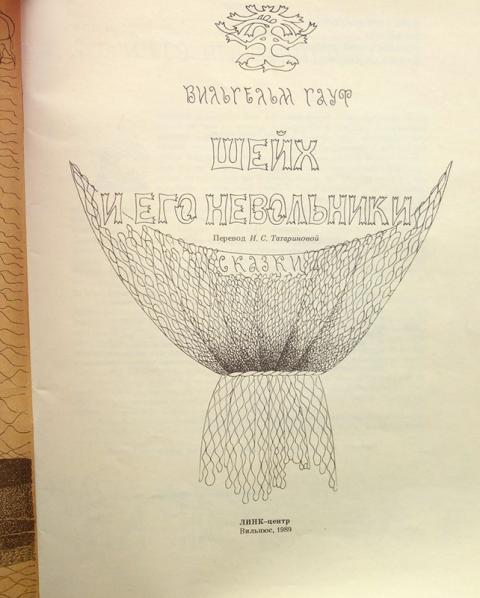 ВИЛЬГЕЛЬМ ГАУФ
ШЕЙХ
И ЕГО НЕВОЛЬНИКИ
Перевод И. С. Татариновой
СКАЗКИ
ЛИНК-центр
Вильнюс, 1989